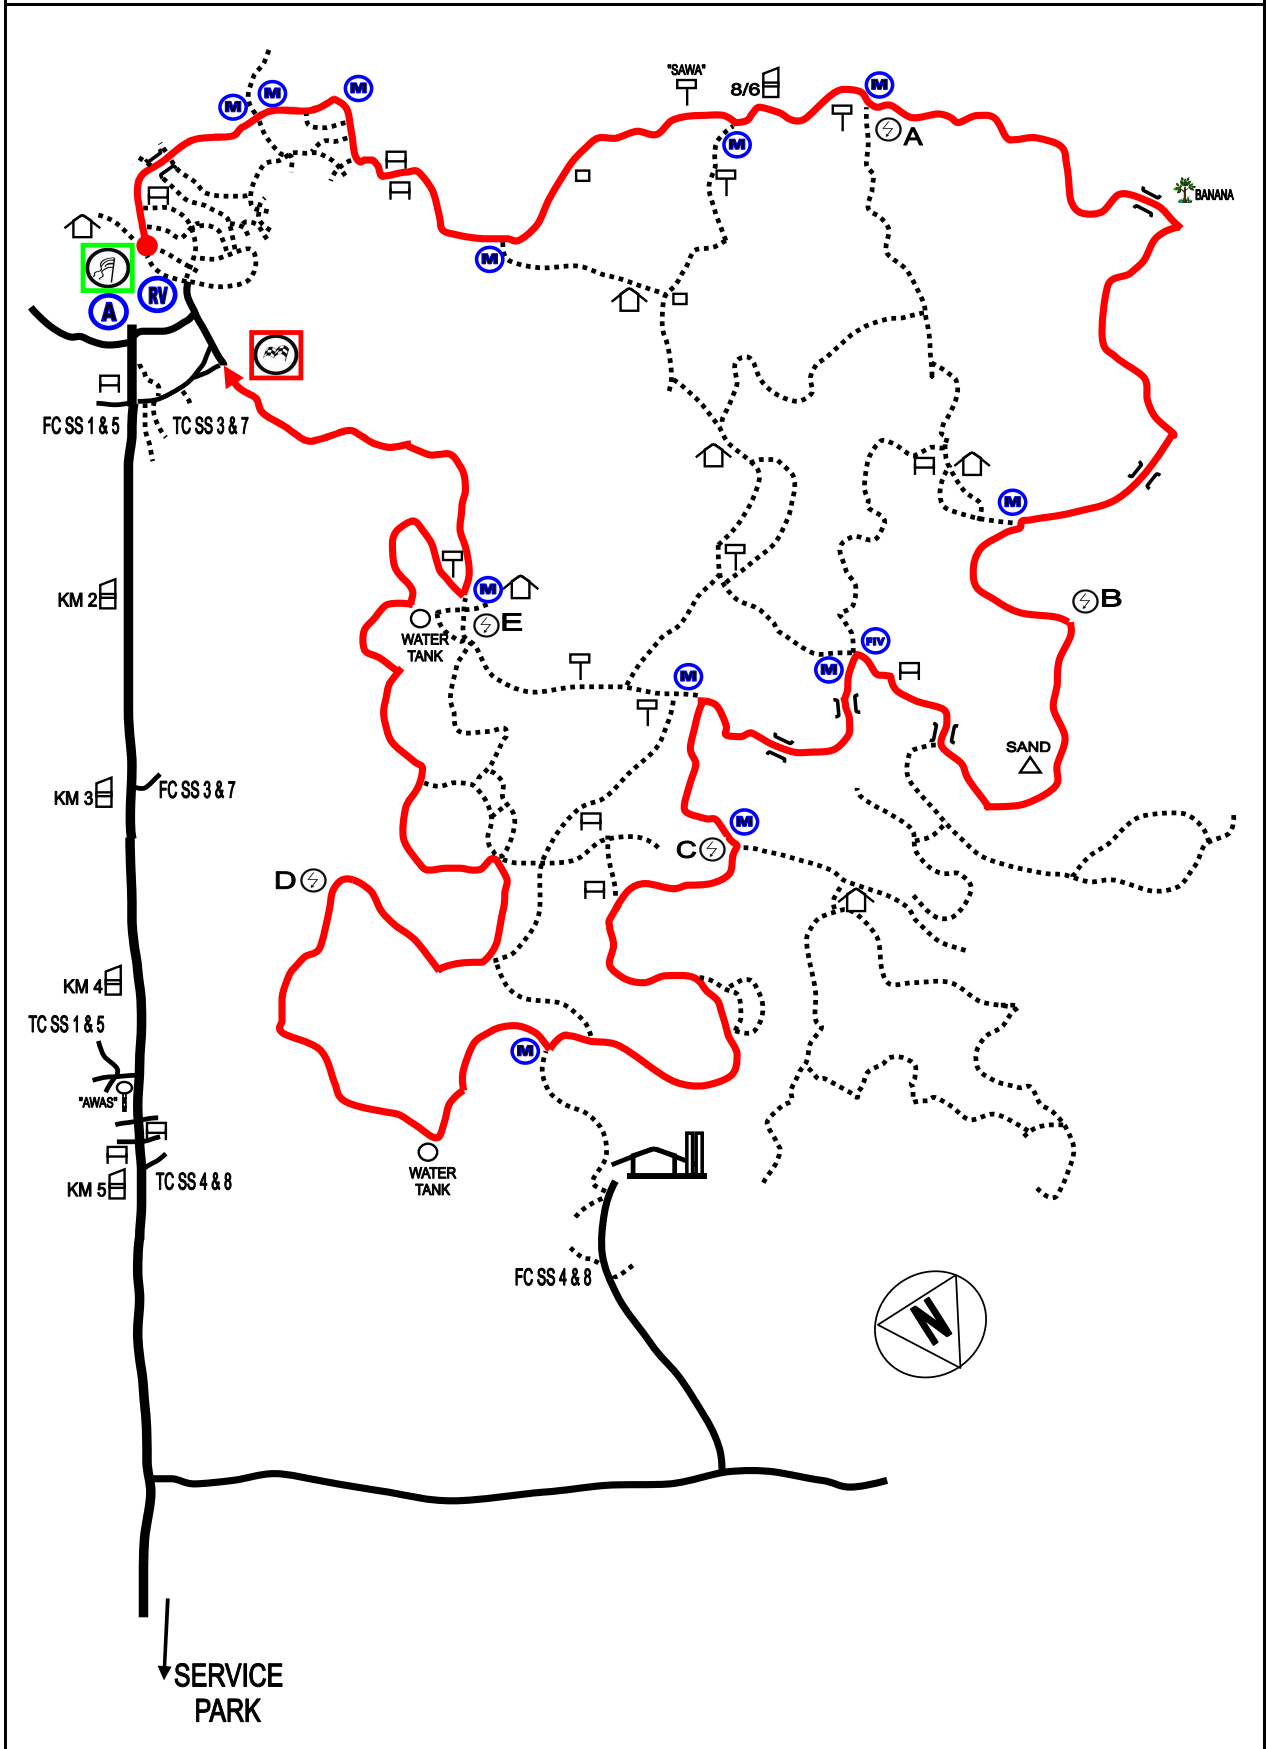 M
M
M
"SAWA"
8/6
M
M
A
BANANA
M
A
RV
FC SS 1 & 5
TC SS 3 & 7
M
KM 2
M
E
WATER
TANK
B
FIV
M
M
SAND
KM 3
FC SS 3 & 7
M
C
D
KM 4
TC SS 1 & 5
M
"AWAS"
WATER
TANK
KM 5
TC SS 4 & 8
FC SS 4 & 8
N
SERVICE
PARK